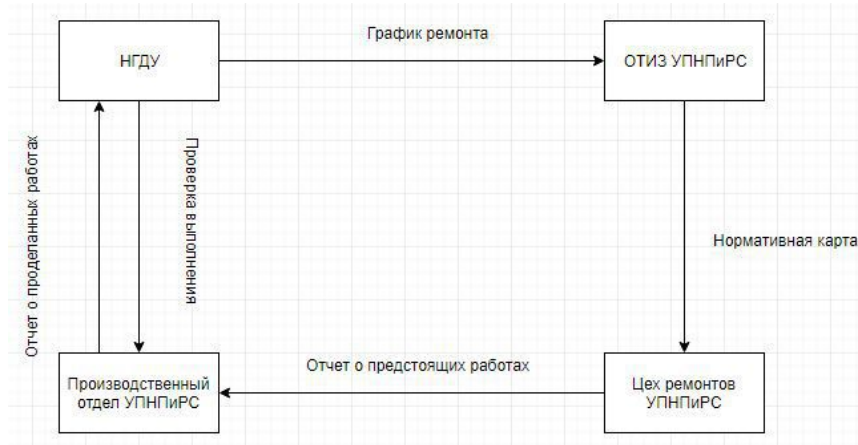 График ремонта
НГДУ
ОТИЗ УПНПиРС
Отчет о проделанных работах
Проверка выполнения
Нормативная карта
Производственный
отдел УПНПиРС
Отчет о предстоящих работах
Цех ремонтов
УПНПиРС